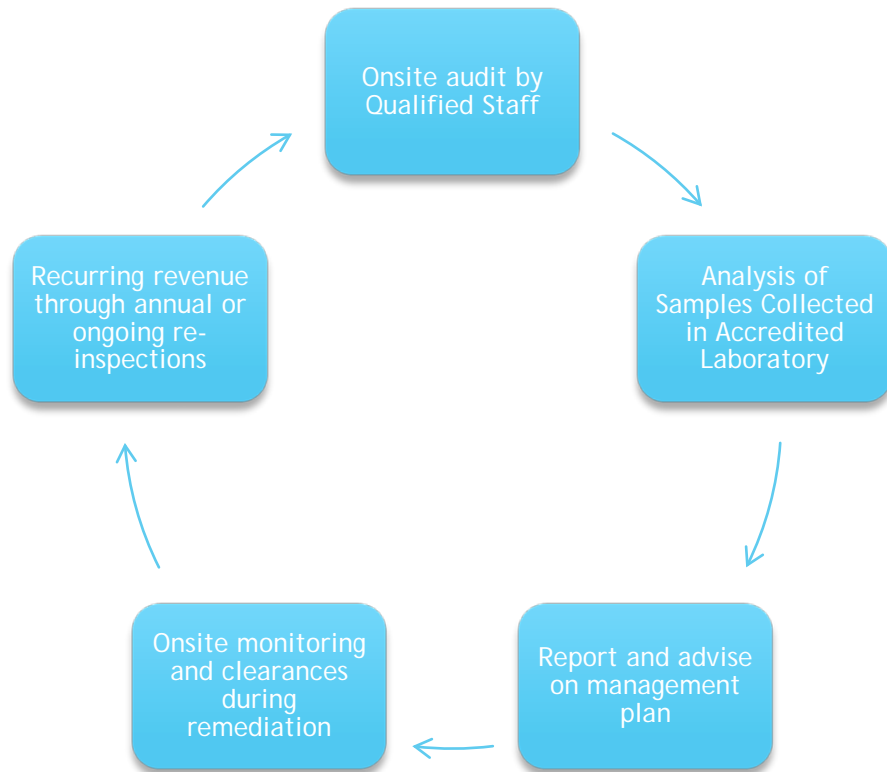 Onsite audit by
Qualified Staff
Analysis of
Samples Collected
in Accredited
Laboratory
Report and advise
on management
plan
Onsite monitoring
and clearances
during
remediation
Recurring revenue
through annual or
ongoing re-
inspections